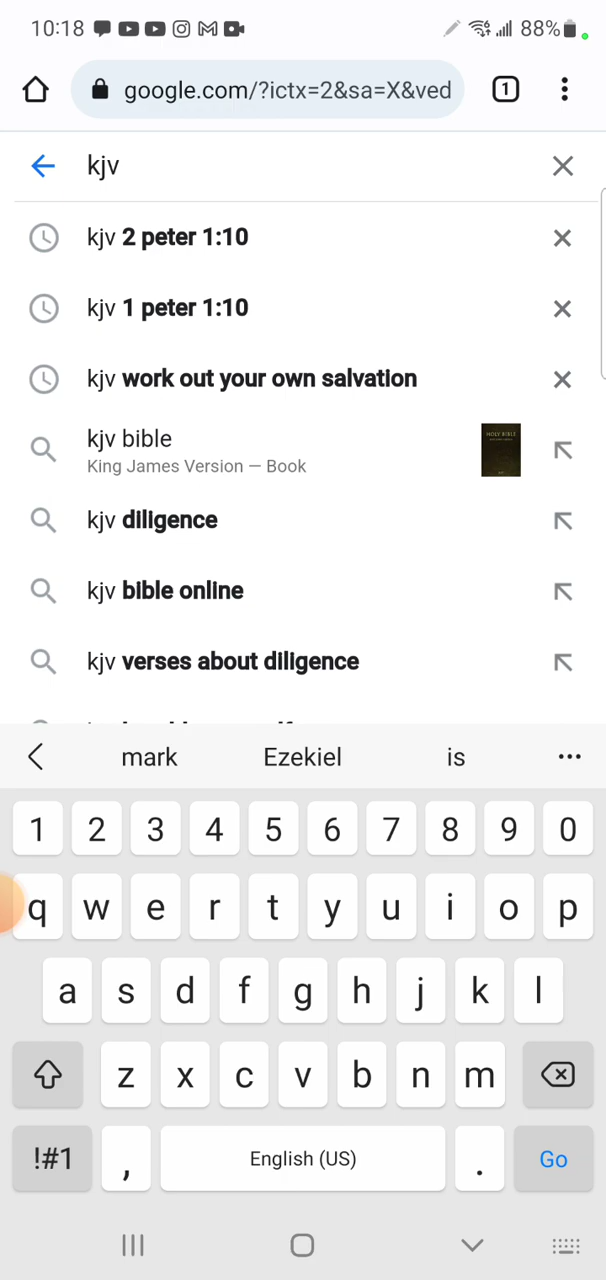 10:18 88%
google.com/?ictx=2&sa=X&ved 1
kjv
kjv 2 peter 1:10
kjv 1 peter 1:10
kjv work out your own salvation
kjv bible
King James Version — Book
HOLY BIBLE
kjv diligence
kjv bible online
kjv verses about diligence
mark Ezekiel is
1 2 3 4 5 6 7 8 9 0
q w e r t y u i o p
a s d f g h j k l
z x c v b n m
!#1 , English (US) . Go